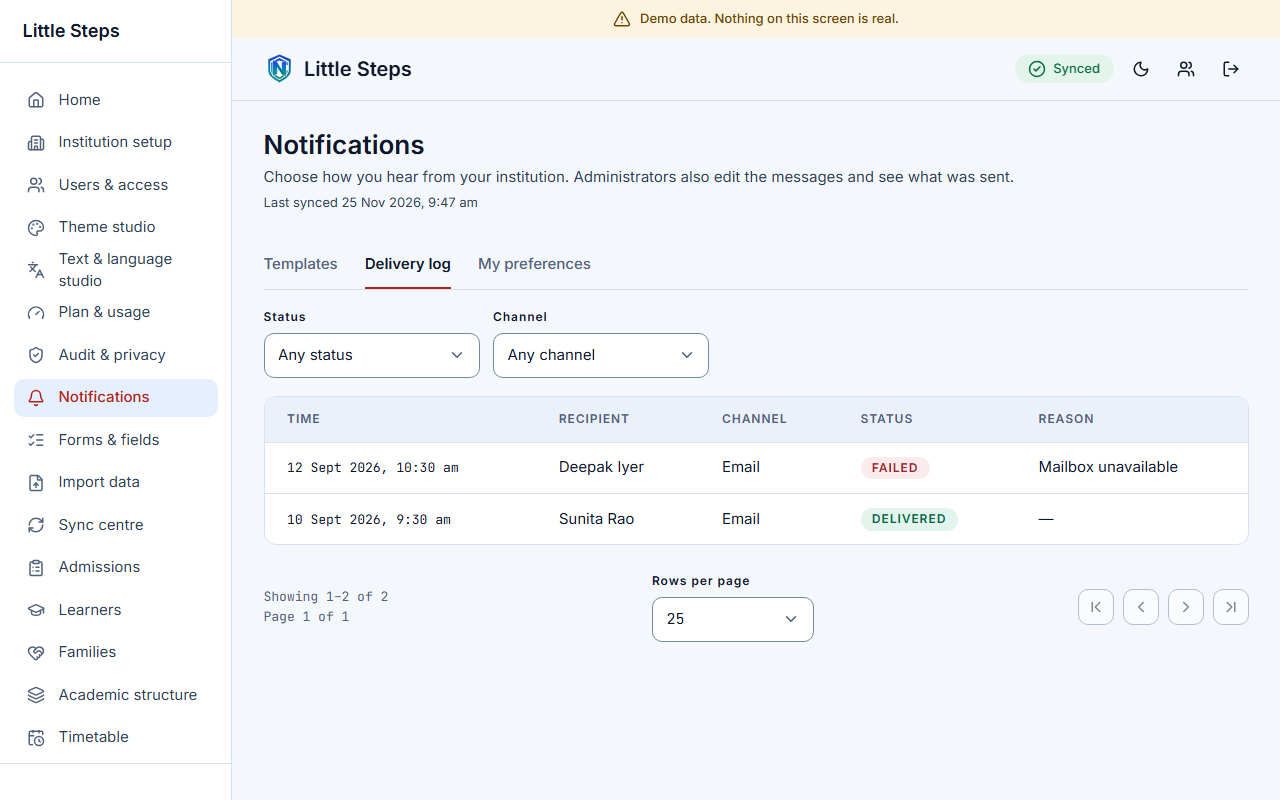 Little Steps
Home
Institution setup
Users & access
Theme studio
Text & language
studio
Plan & usage
Audit & privacy
Notifications
Forms & fields
Import data
Sync centre
Admissions
Learners
Families
Academic structure
Timetable
Demo data. Nothing on this screen is real.
Little Steps
Synced
Notifications
Choose how you hear from your institution. Administrators also edit the messages and see what was sent.
Last synced 25 Nov 2026, 9:47 am
Templates Delivery log My preferences
Status Channel
Any status Any channel
TIME RECIPIENT CHANNEL STATUS REASON
12 Sept 2026, 10:30 am Deepak Iyer Email FAILED Mailbox unavailable
10 Sept 2026, 9:30 am Sunita Rao Email DELIVERED —
Showing 1–2 of 2
Page 1 of 1
Rows per page
25